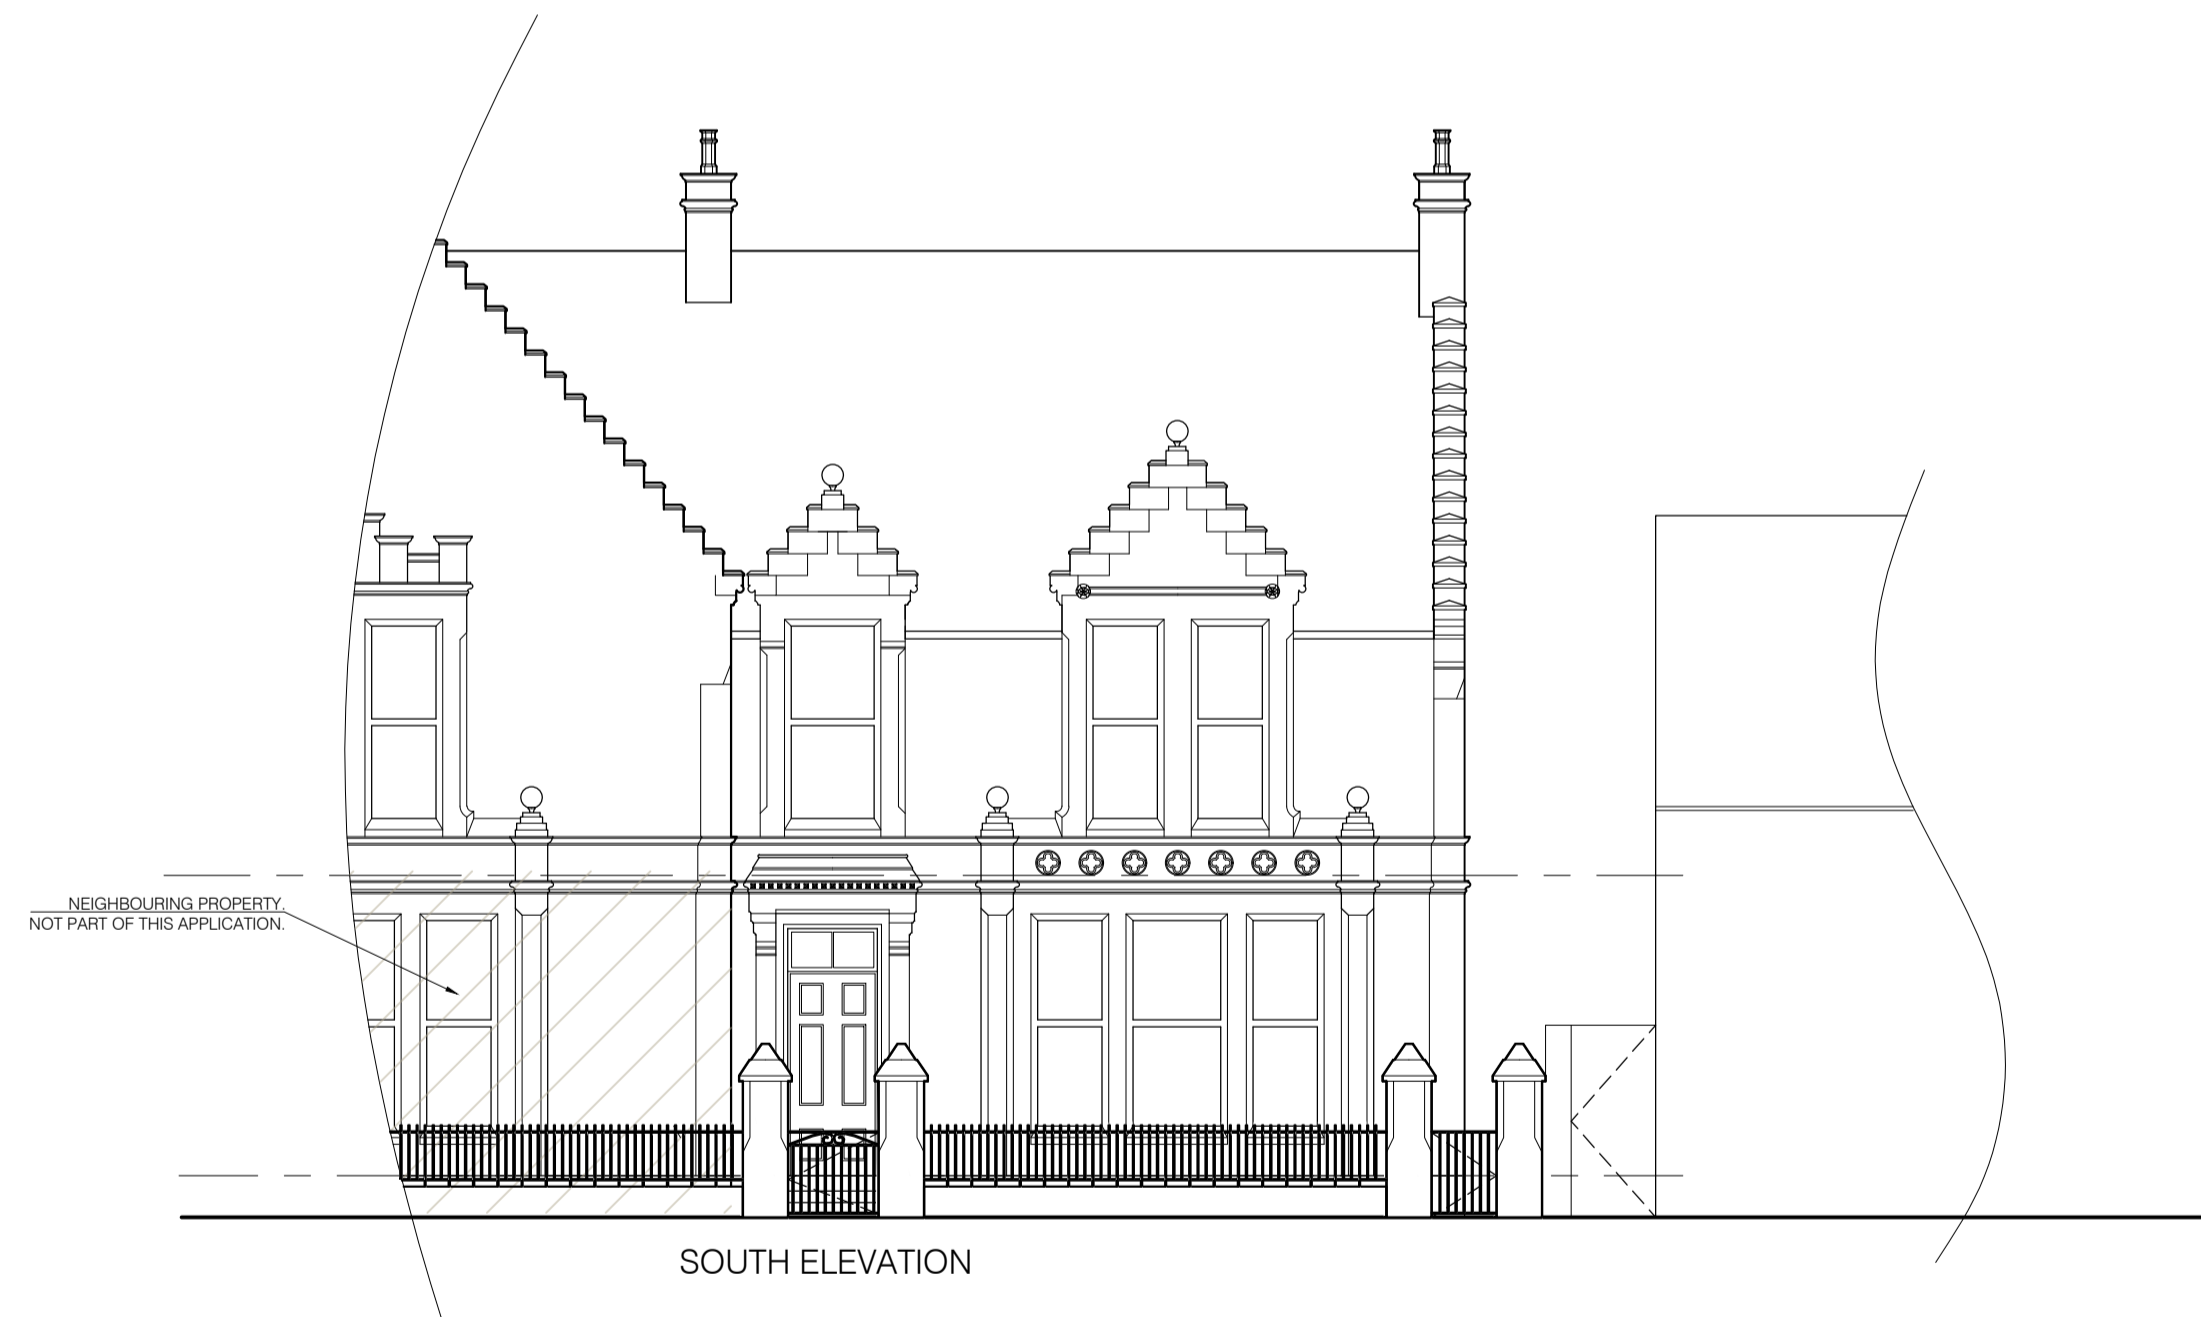 NEIGHBOURING PROPERTY.
NOT PART OF THIS APPLICATION.
SOUTH ELEVATION